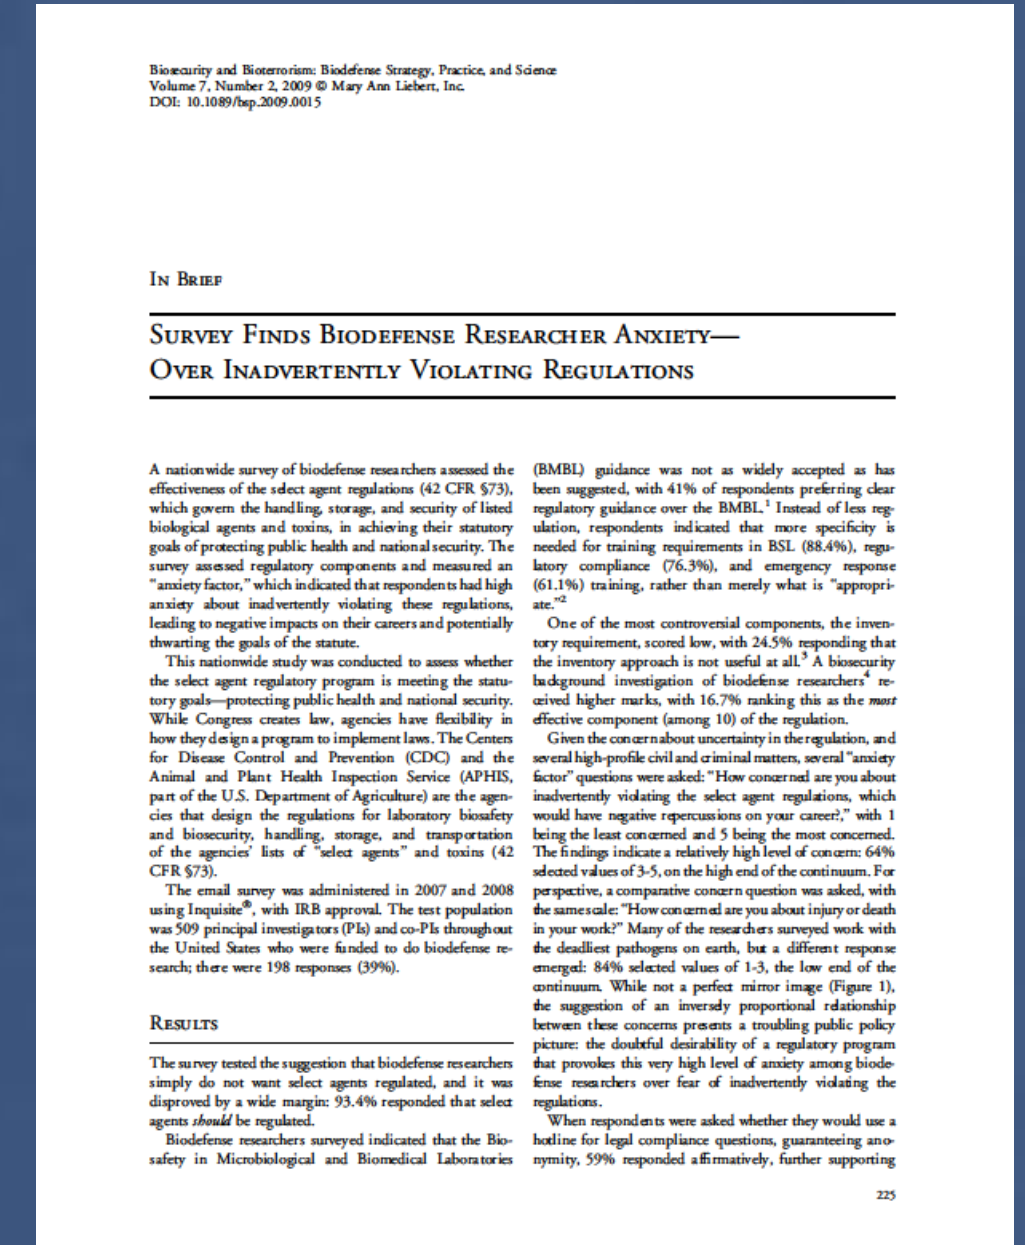 Biosecurity and Bioterrorism: Biodefense Strategy, Practice, and Science
Volume 7, Number 2, 2009 © Mary Ann Liebert, Inc.
DOI: 10.1089/bsp.2009.0015
IN BRIEF
SURVEY FINDS BIODEFENSE RESEARCHER ANXIETY—
OVER INADVERTENTLY VIOLATING REGULATIONS
A nationwide survey of biodefense researchers assessed the
effectiveness of the select agent regulations (42 CFR §73),
which govern the handling, storage, and security of listed
biological agents and toxins, in achieving their statutory
goals of protecting public health and national security. The
survey assessed regulatory components and measured an
“anxiety factor,” which indicated that respondents had high
anxiety about inadvertently violating these regulations,
leading to negative impacts on their careers and potentially
thwarting the goals of the statute.
This nationwide study was conducted to assess whether
the select agent regulatory program is meeting the statu-
tory goals—protecting public health and national security.
While Congress creates law, agencies have flexibility in
how they design a program to implement laws. The Centers
for Disease Control and Prevention (CDC) and the
Animal and Plant Health Inspection Service (APHIS,
part of the U.S. Department of Agriculture) are the agen-
cies that design the regulations for laboratory biosafety
and biosecurity, handling, storage, and transportation
of the agencies’ lists of “select agents” and toxins (42
CFR §73).
The email survey was administered in 2007 and 2008
using Inquisite®, with IRB approval. The test population
was 509 principal investigators (PIs) and co-PIs throughout
the United States who were funded to do biodefense re-
search; there were 198 responses (39%).
RESULTS
The survey tested the suggestion that biodefense researchers
simply do not want select agents regulated, and it was
disproved by a wide margin: 93.4% responded that select
agents should be regulated.
Biodefense researchers surveyed indicated that the Bio-
safety in Microbiological and Biomedical Laboratories
(BMBL) guidance was not as widely accepted as has
been suggested, with 41% of respondents preferring clear
regulatory guidance over the BMBL.1 Instead of less reg-
ulation, respondents indicated that more specificity is
needed for training requirements in BSL (88.4%), regu-
latory compliance (76.3%), and emergency response
(61.1%) training, rather than merely what is “appropri-
ate.”2
One of the most controversial components, the inven-
tory requirement, scored low, with 24.5% responding that
the inventory approach is not useful at all.3 A biosecurity
background investigation of biodefense researchers4 re-
ceived higher marks, with 16.7% ranking this as the most
effective component (among 10) of the regulation.
Given the concern about uncertainty in the regulation, and
several high-profile civil and criminal matters, several “anxiety
factor” questions were asked: “How concerned are you about
inadvertently violating the select agent regulations, which
would have negative repercussions on your career?,” with 1
being the least concerned and 5 being the most concerned.
The findings indicate a relatively high level of concern: 64%
selected values of 3-5, on the high end of the continuum. For
perspective, a comparative concern question was asked, with
the same scale: “How concerned are you about injury or death
in your work?” Many of the researchers surveyed work with
the deadliest pathogens on earth, but a different response
emerged: 84% selected values of 1-3, the low end of the
continuum. While not a perfect mirror image (Figure 1),
the suggestion of an inversely proportional relationship
between these concerns presents a troubling public policy
picture: the doubtful desirability of a regulatory program
that provokes this very high level of anxiety among biode-
fense researchers over fear of inadvertently violating the
regulations.
When respondents were asked whether they would use a
hotline for legal compliance questions, guaranteeing ano-
nymity, 59% responded affirmatively, further supporting
225